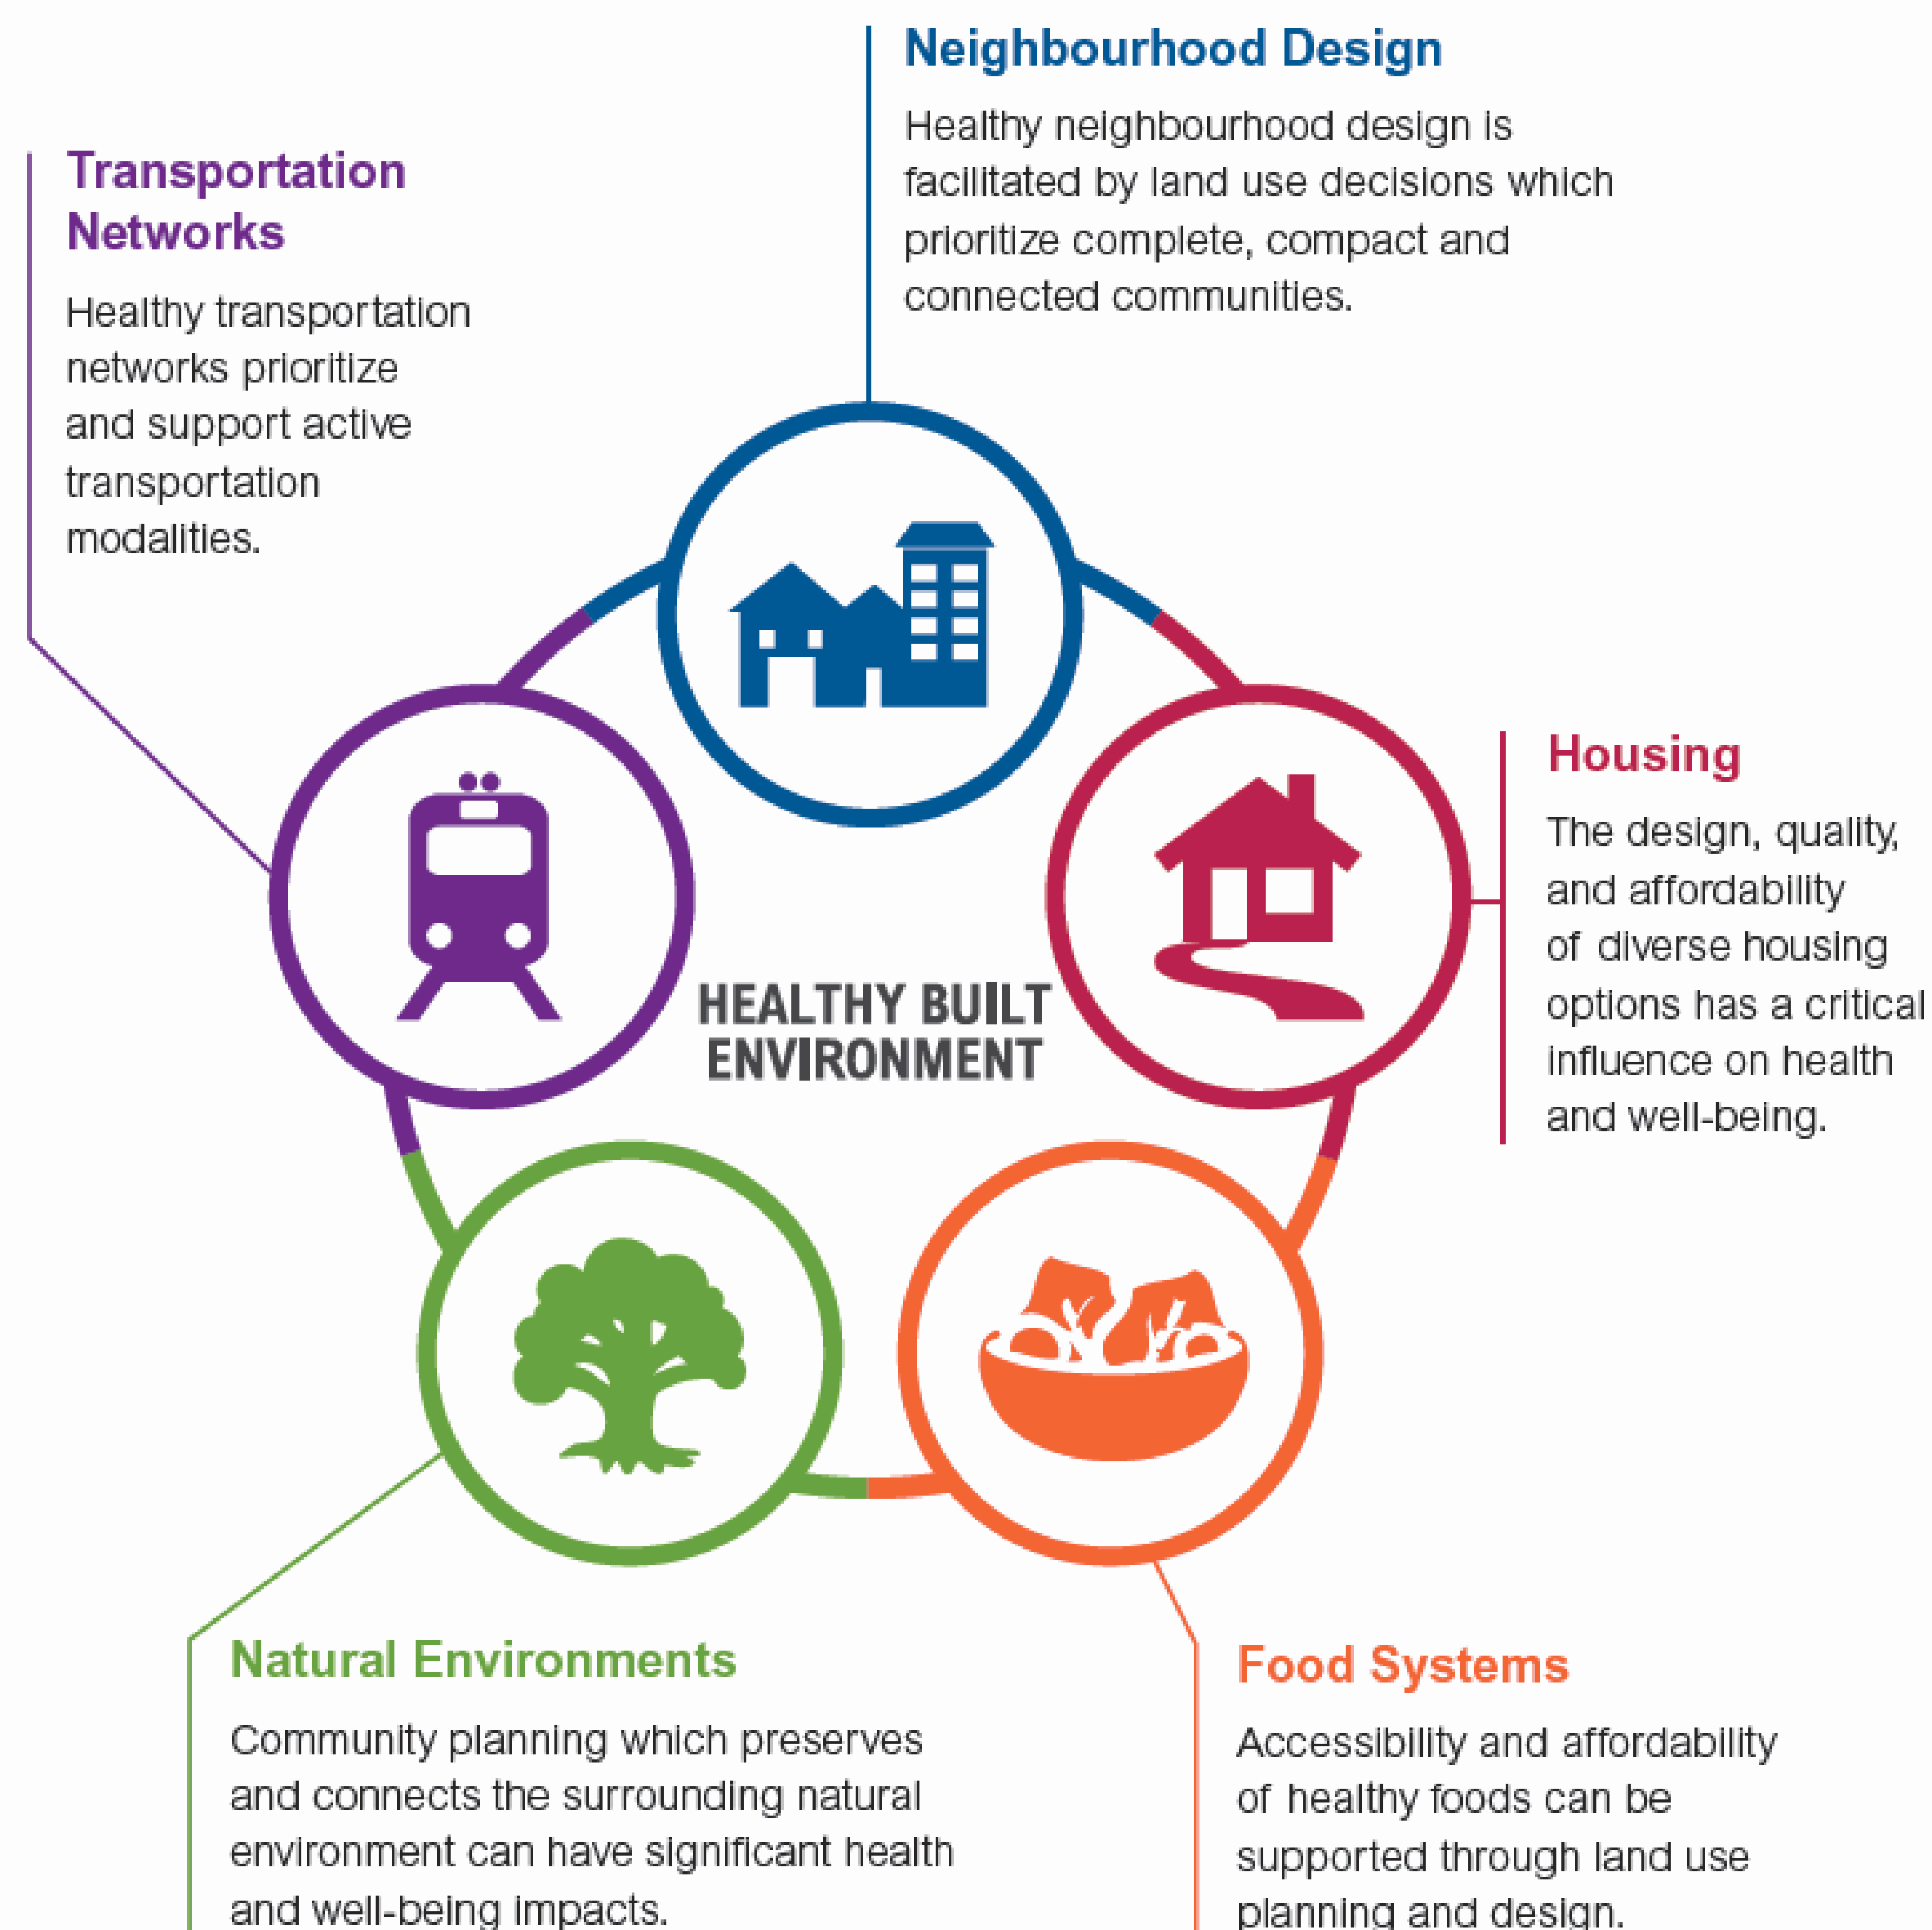 Neighbourhood Design
Healthy neighbourhood design is
facilitated by land use decisions which
prioritize complete, compact and
connected communities.
Transportation
Networks
Healthy transportation
networks prioritize
and support active
transportation
modalities.
Housing
The design, quality,
and affordability
of diverse housing
options has a critical
influence on health
and well-being.
HEALTHY BUILT
ENVIRONMENT
Natural Environments
Community planning which preserves
and connects the surrounding natural
environment can have significant health
and well-being impacts.
Food Systems
Accessibility and affordability
of healthy foods can be
supported through land use
planning and design.